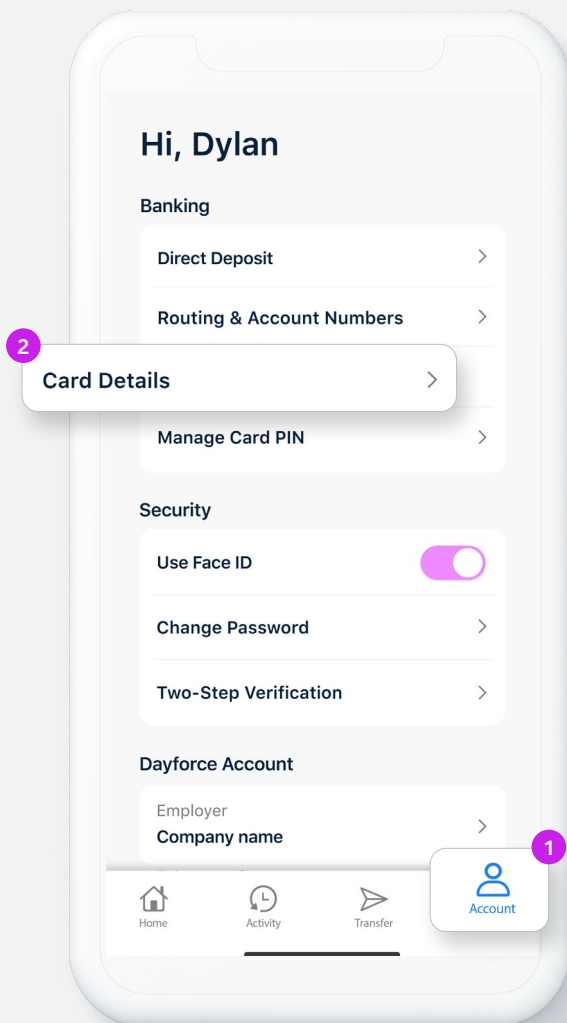 Hi, Dylan
Banking
Direct Deposit
Routing & Account Numbers
2
Card Details
Manage Card PIN
Security
Use Face ID
Change Password
Two-Step Verification
Dayforce Account
Employer
Company name
1
Home
Activity
Transfer
Account